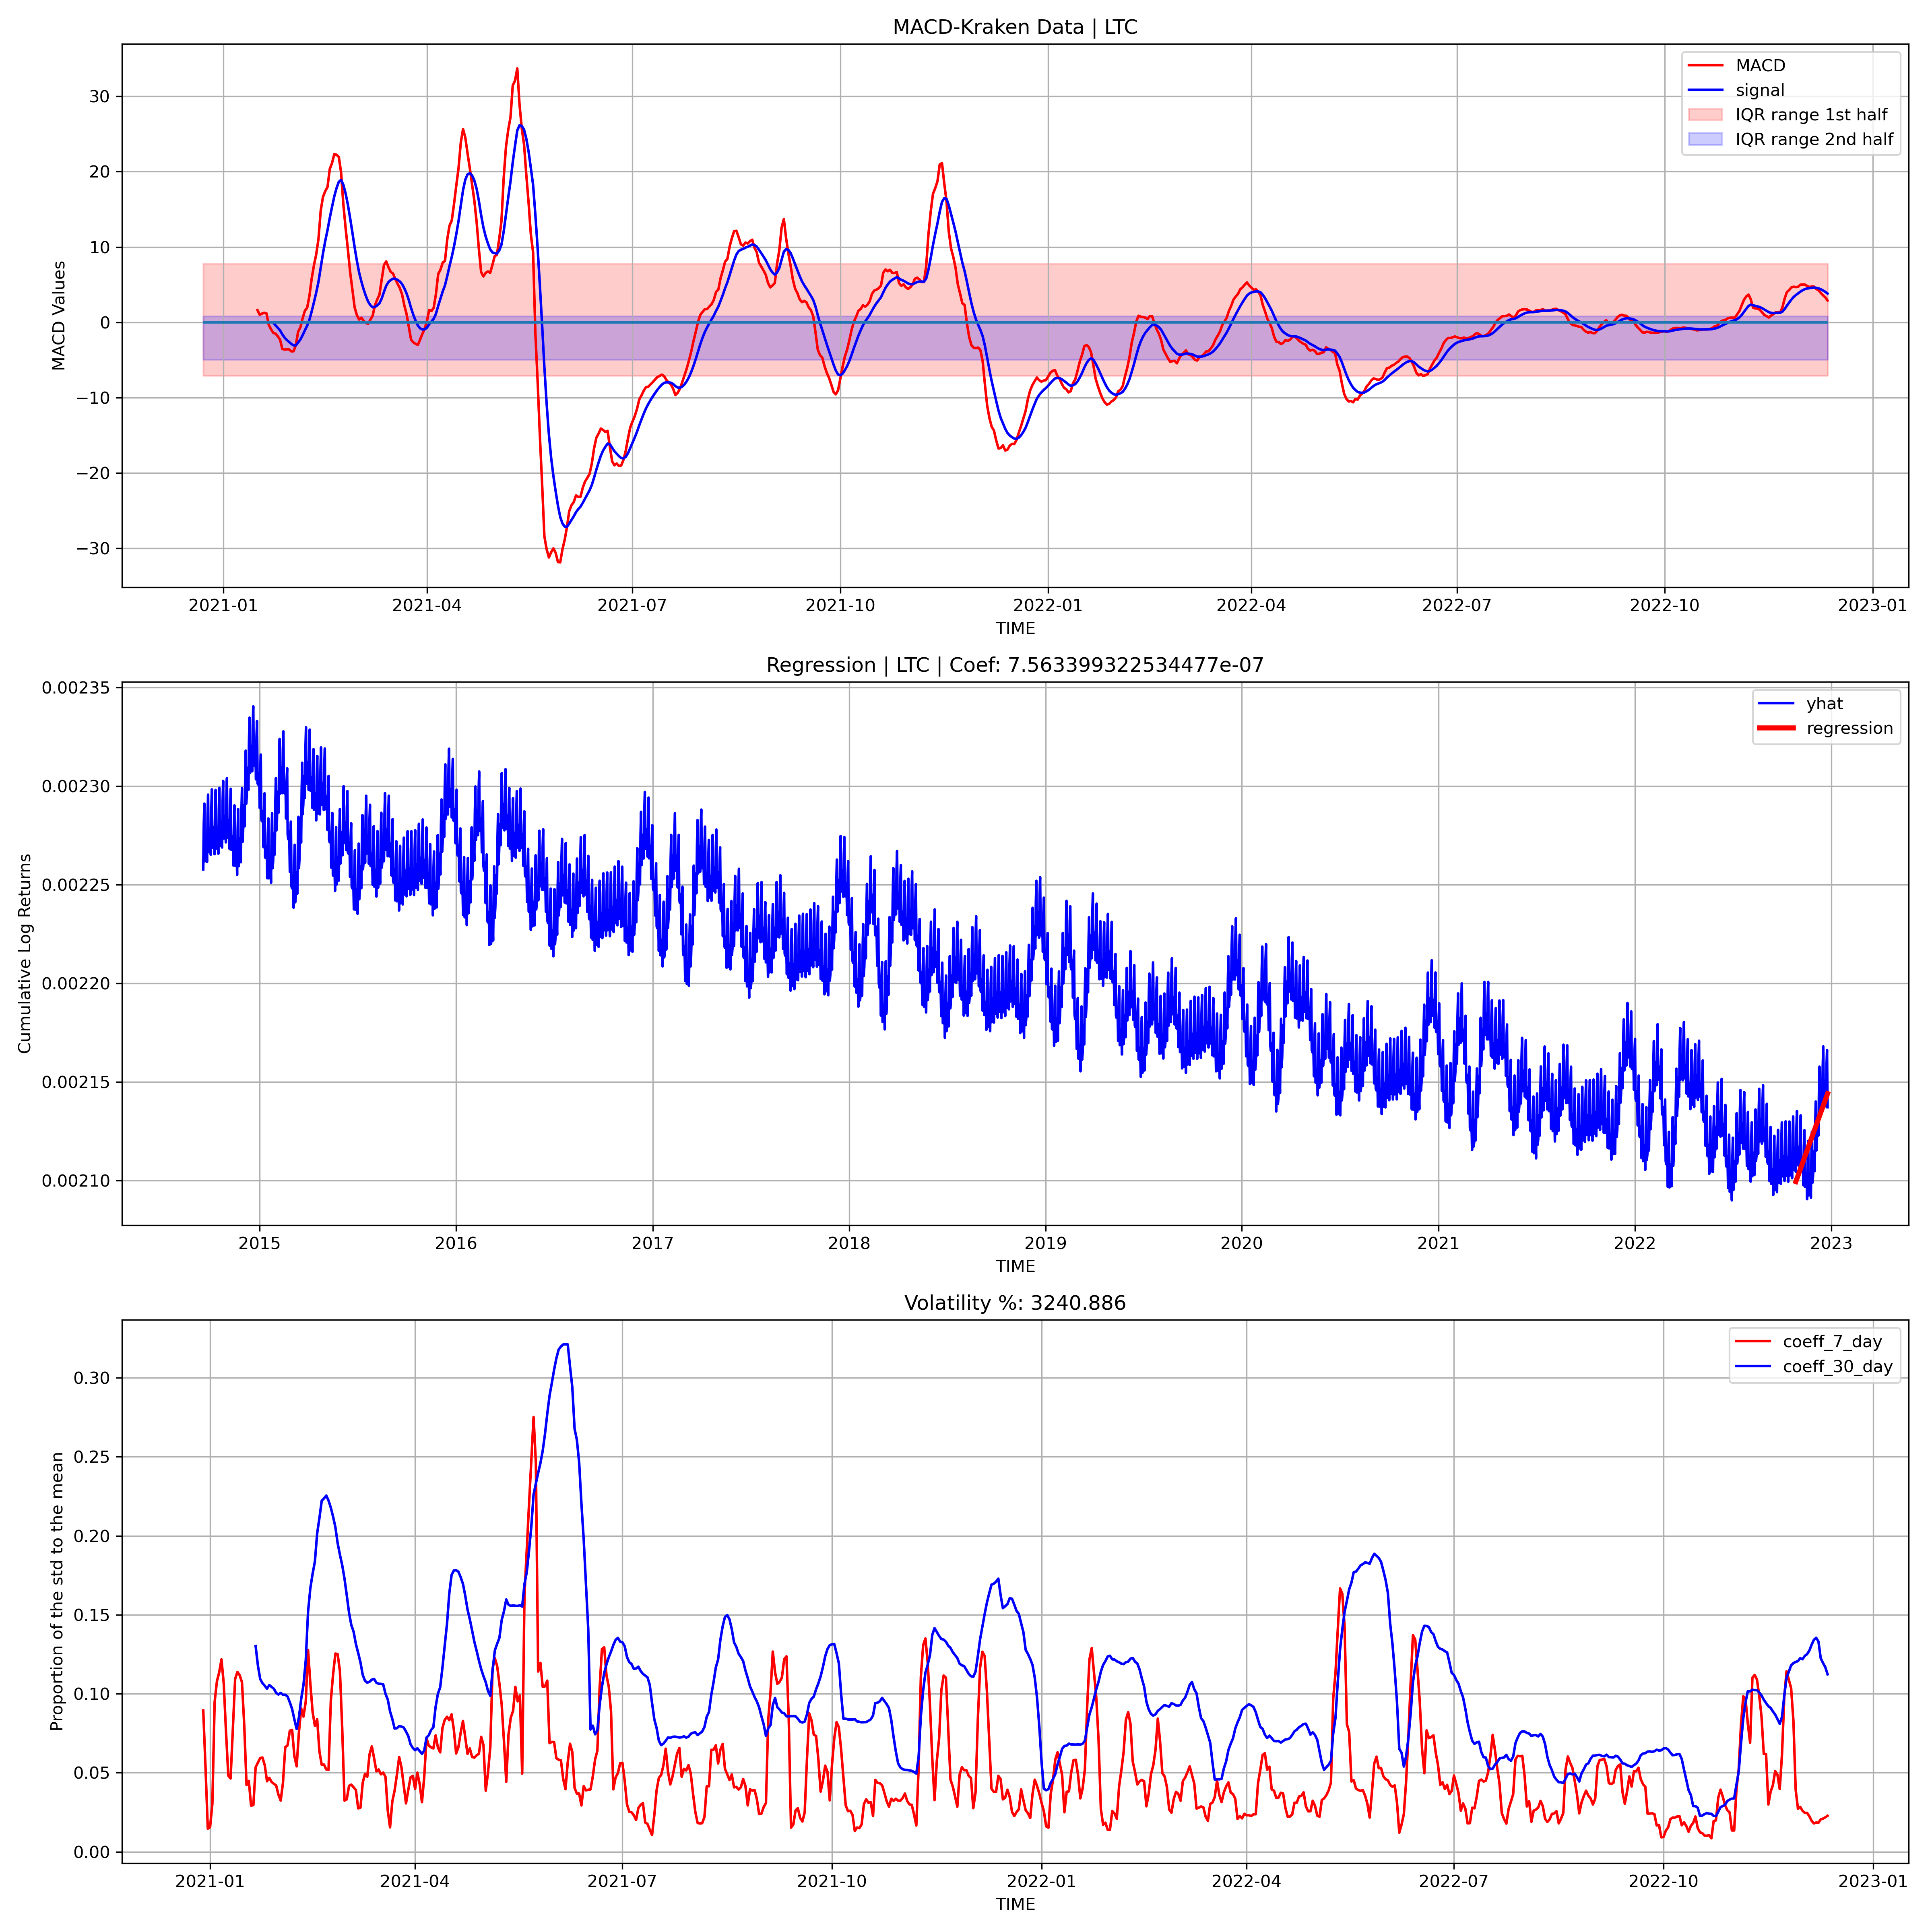 MACD-Kraken Data | LTC
MACD Values
30
20
10
0
−10
−20
−30
MACD
signal
IQR range 1st half
IQR range 2nd half
2021-01 2021-04 2021-07 2021-10 2022-01 2022-04 2022-07 2022-10 2023-01
TIME
Regression | LTC | Coef: 7.563399322534477e-07
Cumulative Log Returns
0.00235
0.00230
0.00225
0.00220
0.00215
0.00210
yhat
regression
2015 2016 2017 2018 2019 2020 2021 2022 2023
TIME
Volatility %: 3240.886
Proportion of the std to the mean
0.30
0.25
0.20
0.15
0.10
0.05
0.00
coeff_7_day
coeff_30_day
2021-01 2021-04 2021-07 2021-10 2022-01 2022-04 2022-07 2022-10 2023-01
TIME